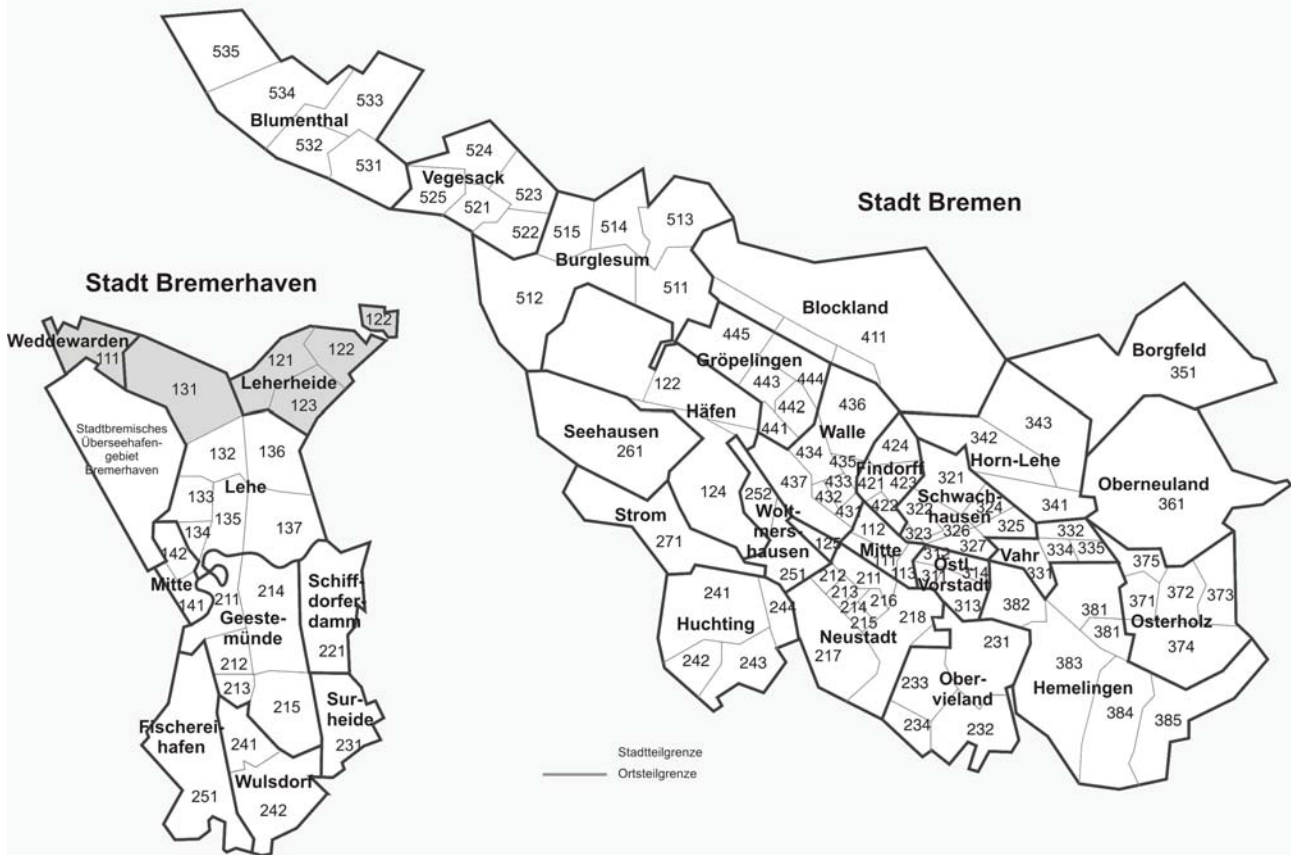 535
534
533
Blumenthal
532
531
524
Vegesack
525
523
521
522
515
514
513
Burglesum
512
511
Stadt Bremen
Blockland
411
Borgfeld
351
445
Gröpelingen
122
443
444
442
441
Häfen
Seehausen
261
436
Walle
434
435
433
437
432
431
424
Findorff
421
423
422
343
342
Horn-Lehe
341
321
Schwach-
hausen
322
324
323
326
325
327
Oberneuland
361
332
334
335
Vahr
331
124
252
Wolt-
mers-
hausen
125
251
Strom
271
112
Mitte
111
113
312
311
Östl.
Vorstadt
314
313
241
244
Huchting
242
243
212
211
213
214
216
215
218
Neustadt
217
231
233
Ober-
vieland
234
232
382
381
381
383
Hemelingen
384
385
375
371
372
373
Osterholz
374
Stadt Bremerhaven
Weddewarden
111
131
122
122
121
Leherheide
123
Stadtbremisches
Überseehafen-
gebiet
Bremerhaven
132
136
Lehe
133
135
134
137
142
Mitte
141
211
214
Geeste-
münde
212
213
215
Schiff-
dorfer-
damm
221
Sur-
heide
231
Fischerei-
hafen
251
241
Wulsdorf
242
Stadtteilgrenze
Ortsteilgrenze